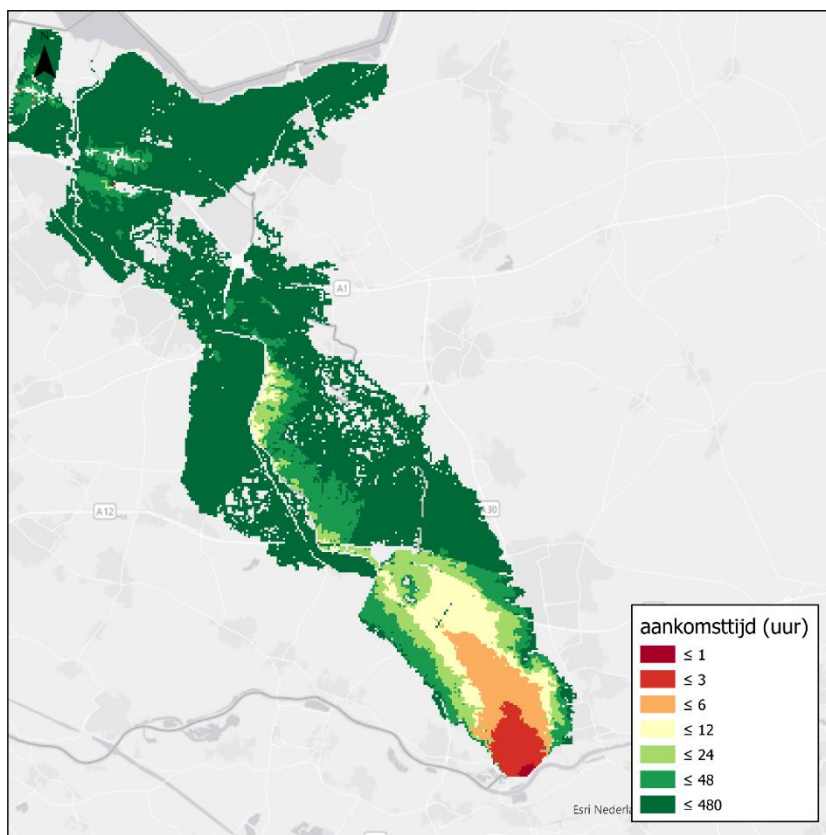 N
A1
A12
A30
aankomsttijd (uur)
≤ 1
≤ 3
≤ 6
≤ 12
≤ 24
≤ 48
≤ 480
Esri Nederla